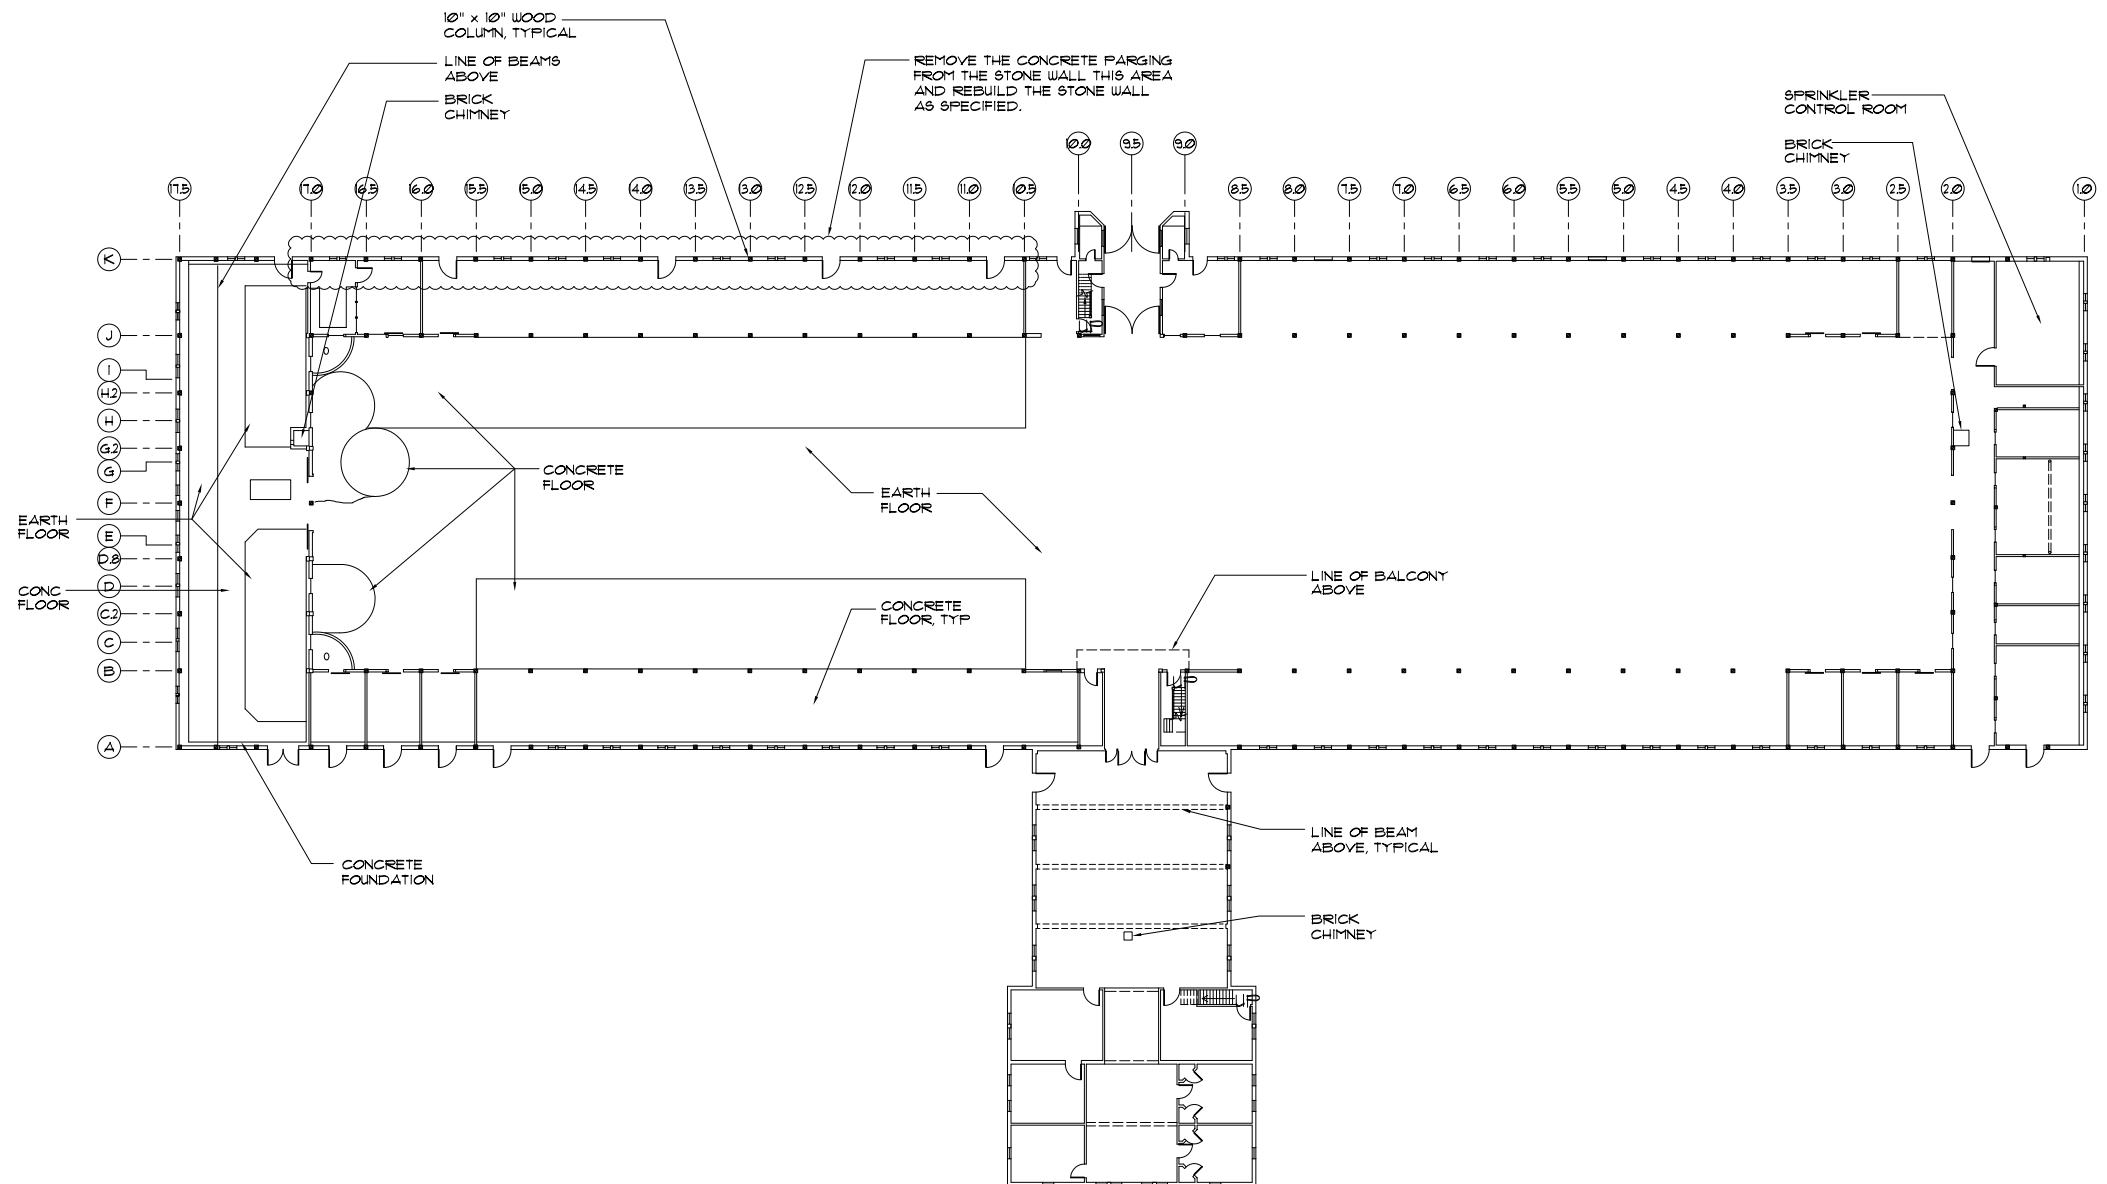 10" x 10" WOOD
COLUMN, TYPICAL
LINE OF BEAMS
ABOVE
BRICK
CHIMNEY
REMOVE THE CONCRETE PARGING
FROM THE STONE WALL THIS AREA
AND REBUILD THE STONE WALL
AS SPECIFIED.
SPRINKLER
CONTROL ROOM
BRICK
CHIMNEY
10.0 9.5 9.0
17.5 17.0 16.5 16.0 15.5 15.0 14.5 14.0 13.5 13.0 12.5 12.0 11.5 11.0 10.5 8.5 8.0 7.5 7.0 6.5 6.0 5.5 5.0 4.5 4.0 3.5 3.0 2.5 2.0 1.0
K
J
I
H.2
H
G.2
G
F
E
D.8
D
C.2
C
B
A
EARTH
FLOOR
CONC
FLOOR
CONCRETE
FLOOR
EARTH
FLOOR
LINE OF BALCONY
ABOVE
CONCRETE
FLOOR, TYP
CONCRETE
FOUNDATION
LINE OF BEAM
ABOVE, TYPICAL
BRICK
CHIMNEY